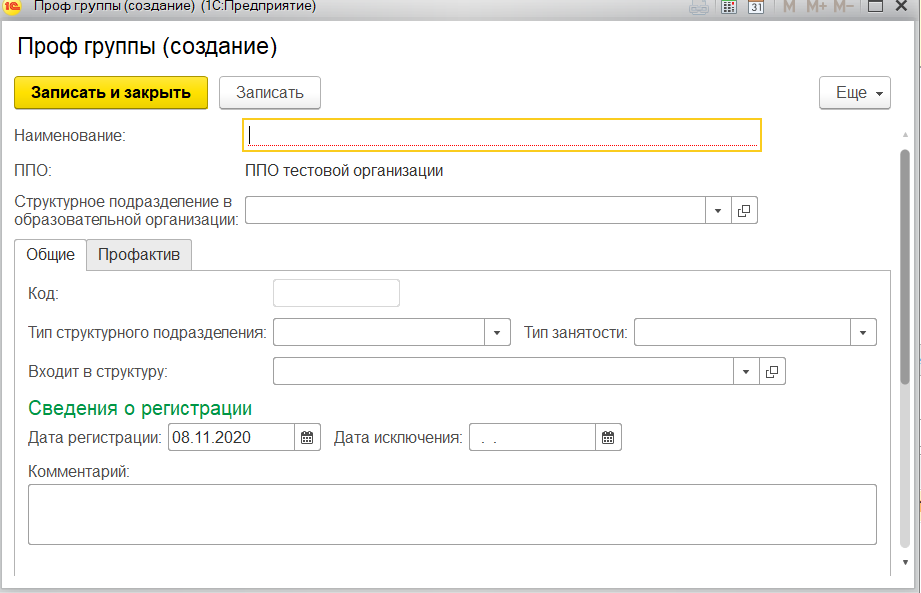 1С Проф группы (создание) (1С:Предприятие) 31 M M+ M−
Проф группы (создание)
Записать и закрыть Записать Еще
Наименование:
ППО: ППО тестовой организации
Структурное подразделение в
образовательной организации:
Общие Профактив
Код:
Тип структурного подразделения: Тип занятости:
Входит в структуру:
Сведения о регистрации
Дата регистрации: 08.11.2020 Дата исключения: . .
Комментарий: